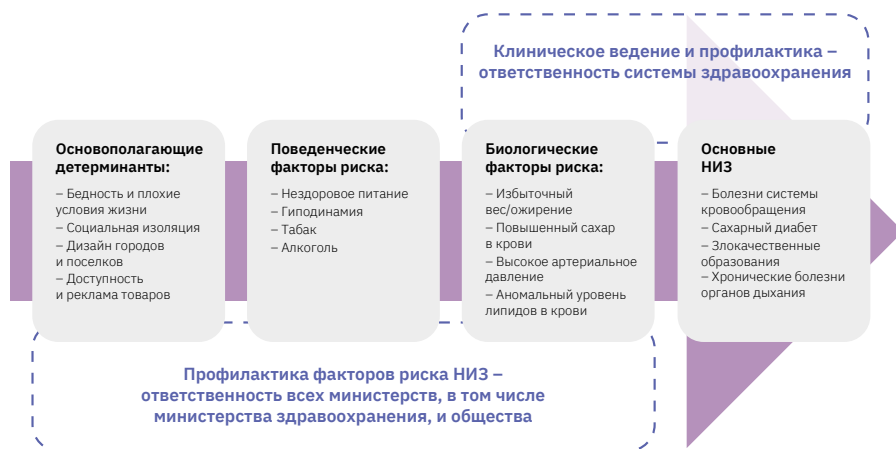 Клиническое ведение и профилактика –
ответственность системы здравоохранения
Основополагающие
детерминанты:
– Бедность и плохие
условия жизни
– Социальная изоляция
– Дизайн городов
и поселков
– Доступность
и реклама товаров
Поведенческие
факторы риска:
– Нездоровое питание
– Гиподинамия
– Табак
– Алкоголь
Биологические
факторы риска:
– Избыточный
вес/ожирение
– Повышенный сахар
в крови
– Высокое артериальное
давление
– Аномальный уровень
липидов в крови
Основные
НИЗ
– Болезни системы
кровообращения
– Сахарный диабет
– Злокачественные
образования
– Хронические болезни
органов дыхания
Профилактика факторов риска НИЗ –
ответственность всех министерств, в том числе
министерства здравоохранения, и общества